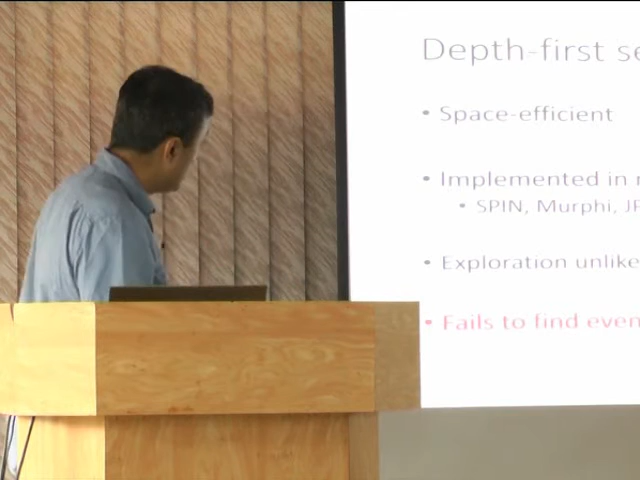 Depth-first se
• Space-efficient
• Implemented in
• SPIN, Murphi, JP
• Exploration unlike
• Fails to find even